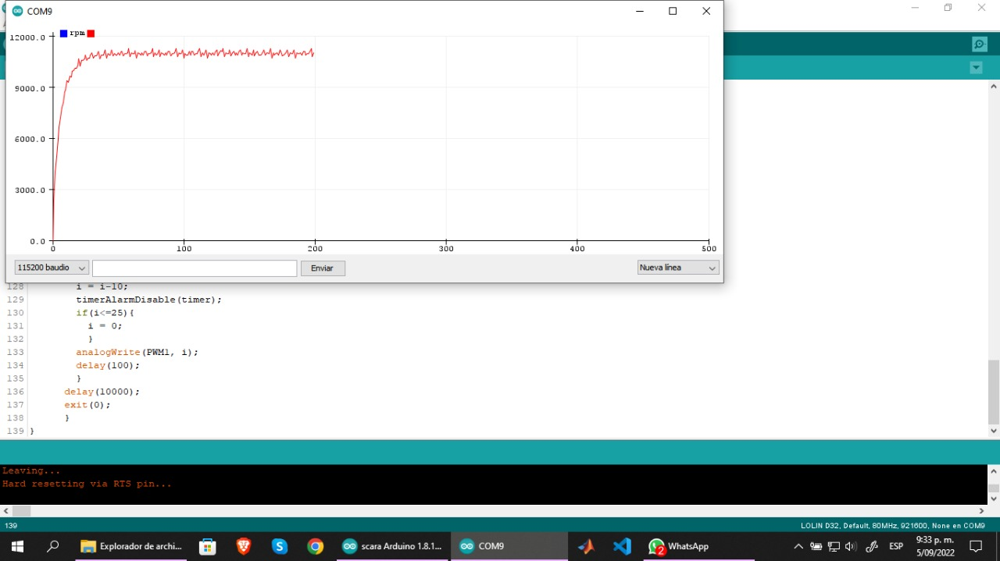 COM9
rpm
12000.0
9000.0
6000.0
3000.0
0.0
0 100 200 300 400 500
115200 baudio Enviar Nueva línea
128 i = i-10;
129 timerAlarmDisable(timer);
130 if(i<=25){
131 i = 0;
132 }
133 analogWrite(PWM1, i);
134 delay(100);
135 }
136 delay(10000);
137 exit(0);
138 }
139 }
Leaving...
Hard resetting via RTS pin...
139 LOLIN D32, Default, 80MHz, 921600, None en COM9
Explorador de archi... scara Arduino 1.8.1... COM9 2 WhatsApp ESP 9:33 p. m.
5/09/2022